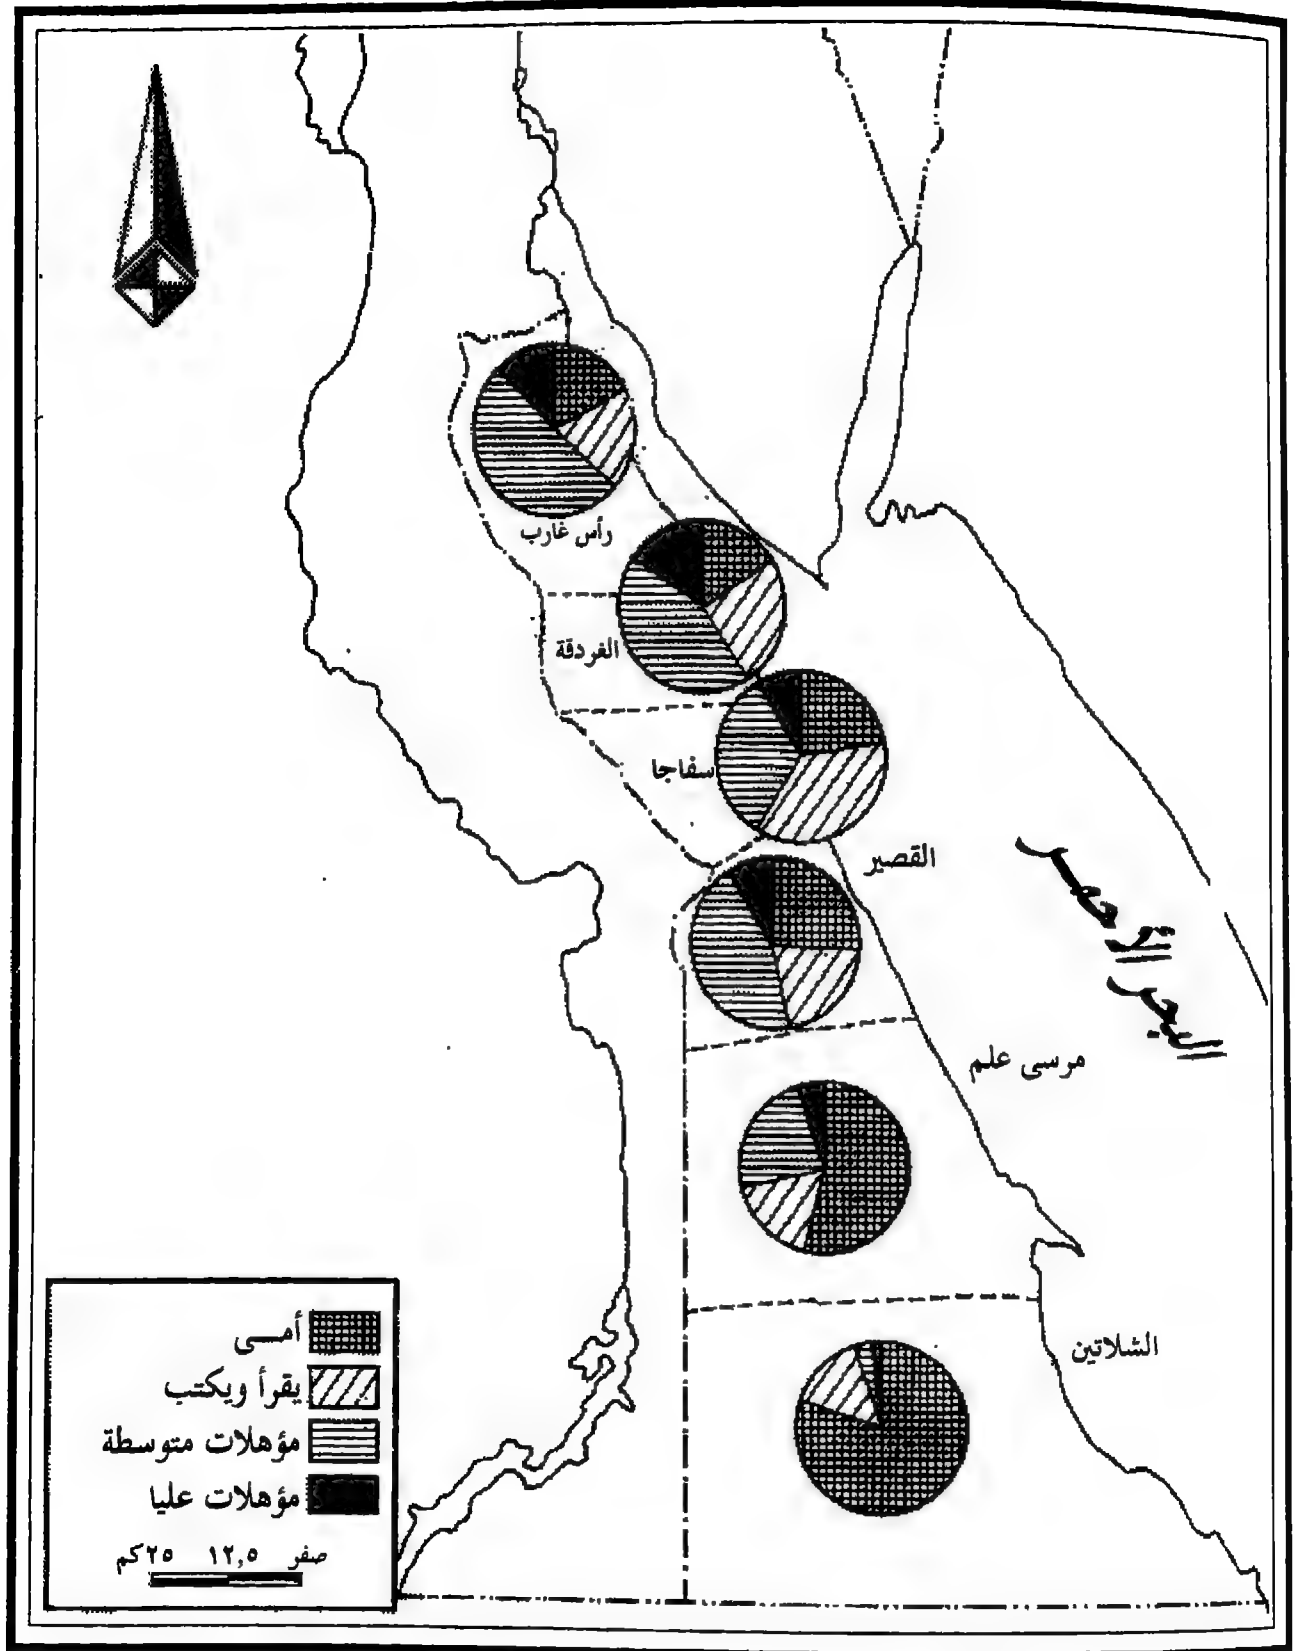 رأس غارب
الغردقة
سفاجا
القصير
البحر الأحمر
مرسى علم
الشلاتين
أمـــى
يقرأ ويكتب
مؤهلات متوسطة
مؤهلات عليا
صفر ١٢,٥ ٢٥كم